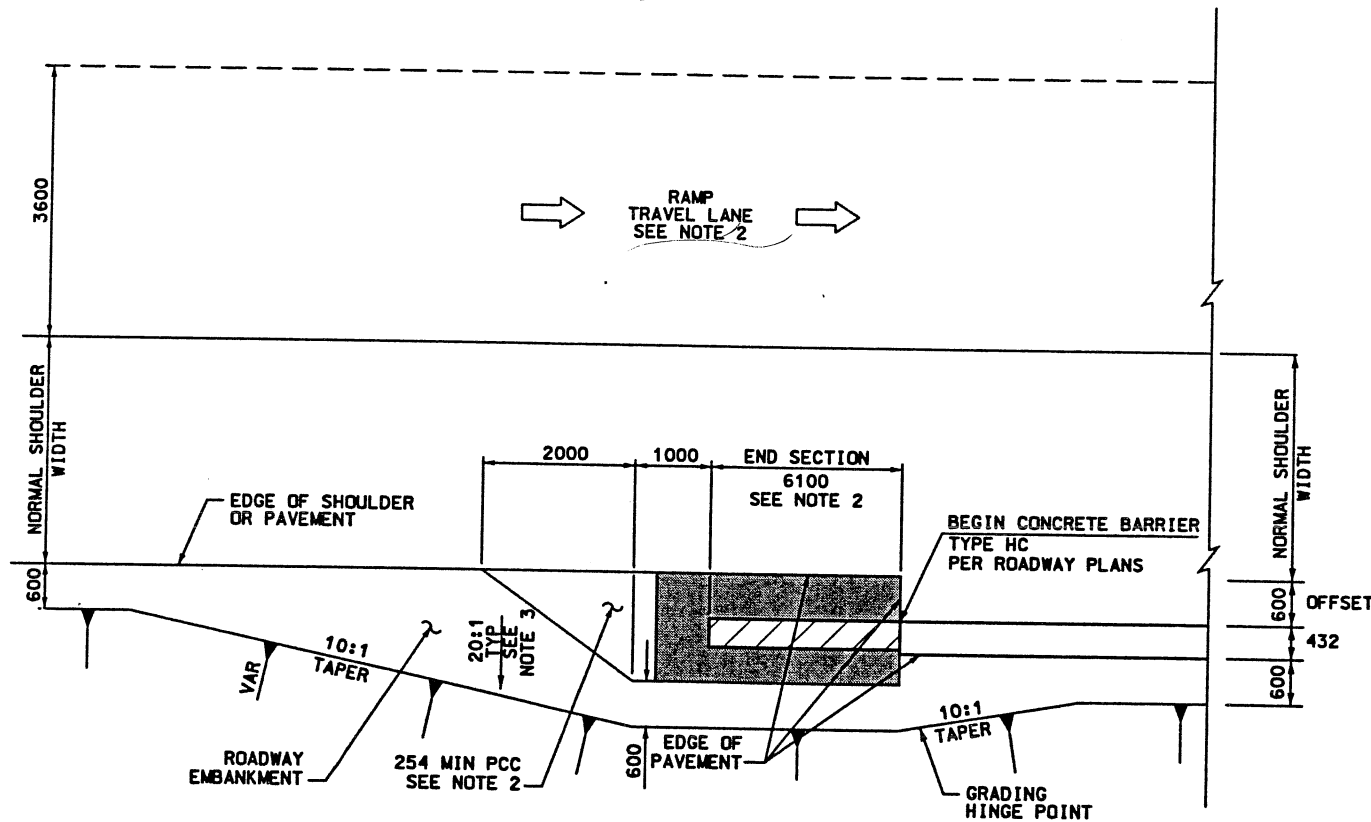 3600
RAMP
TRAVEL LANE
SEE NOTE 2
NORMAL SHOULDER
WIDTH
NORMAL SHOULDER
WIDTH
2000
1000
END SECTION
6100
SEE NOTE 2
EDGE OF SHOULDER
OR PAVEMENT
BEGIN CONCRETE BARRIER
TYPE HC
PER ROADWAY PLANS
600
600
OFFSET
432
600
20:1
TYP
SEE
NOTE 3
10:1
TAPER
VAR
10:1
TAPER
ROADWAY
EMBANKMENT
254 MIN PCC
SEE NOTE 2
600
EDGE OF
PAVEMENT
GRADING
HINGE POINT